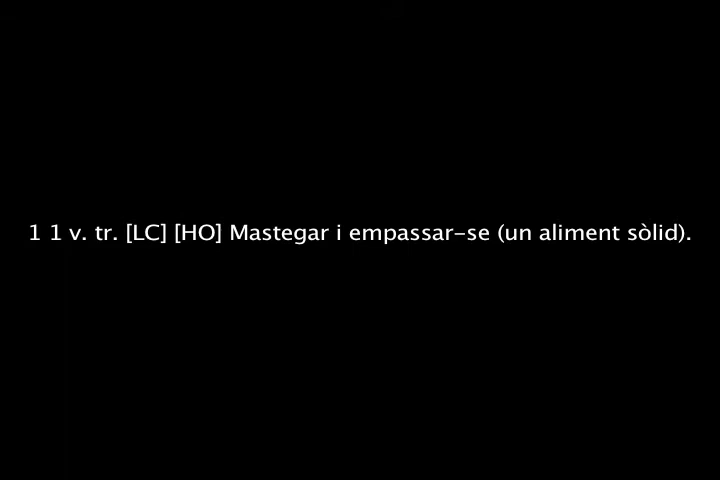 1 1 v. tr. [LC] [HO] Mastegar i empassar-se (un aliment sòlid).